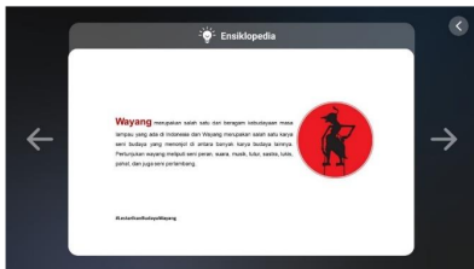 Ensiklopedia
Wayang merupakan salah satu dari beragam kebudayaan masa
lampau yang ada di Indonesia dan Wayang merupakan salah satu karya
seni budaya yang menonjol di antara banyak karya budaya lainnya.
Pertunjukan wayang meliputi seni peran, suara, musik, tutur, sastra, lukis,
pahat, dan juga seni perlambang.
#LestarikanBudayaWayang